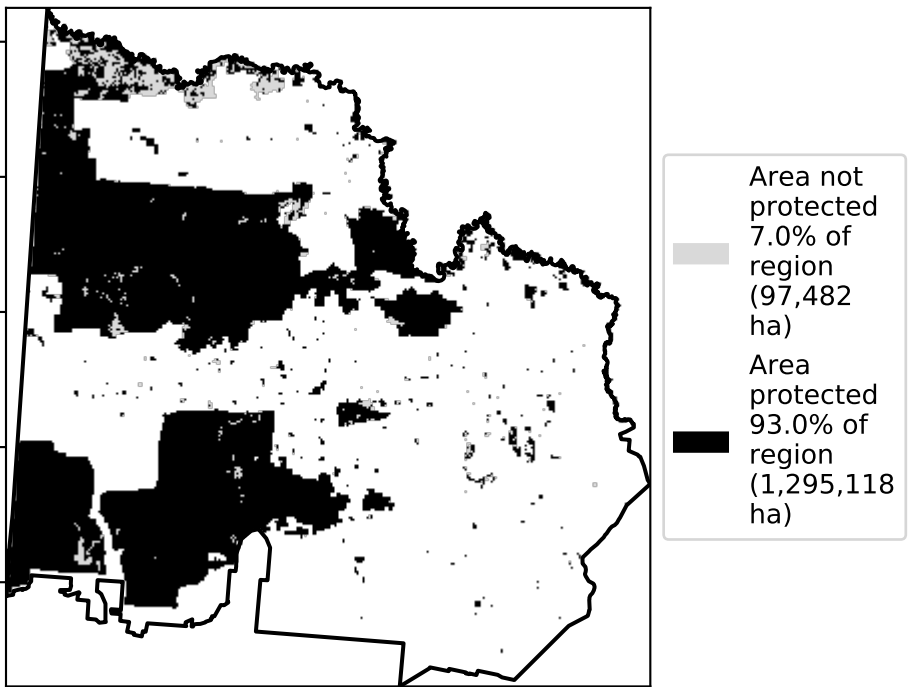 Area not
protected
7.0% of
region
(97,482
ha)
Area
protected
93.0% of
region
(1,295,118
ha)